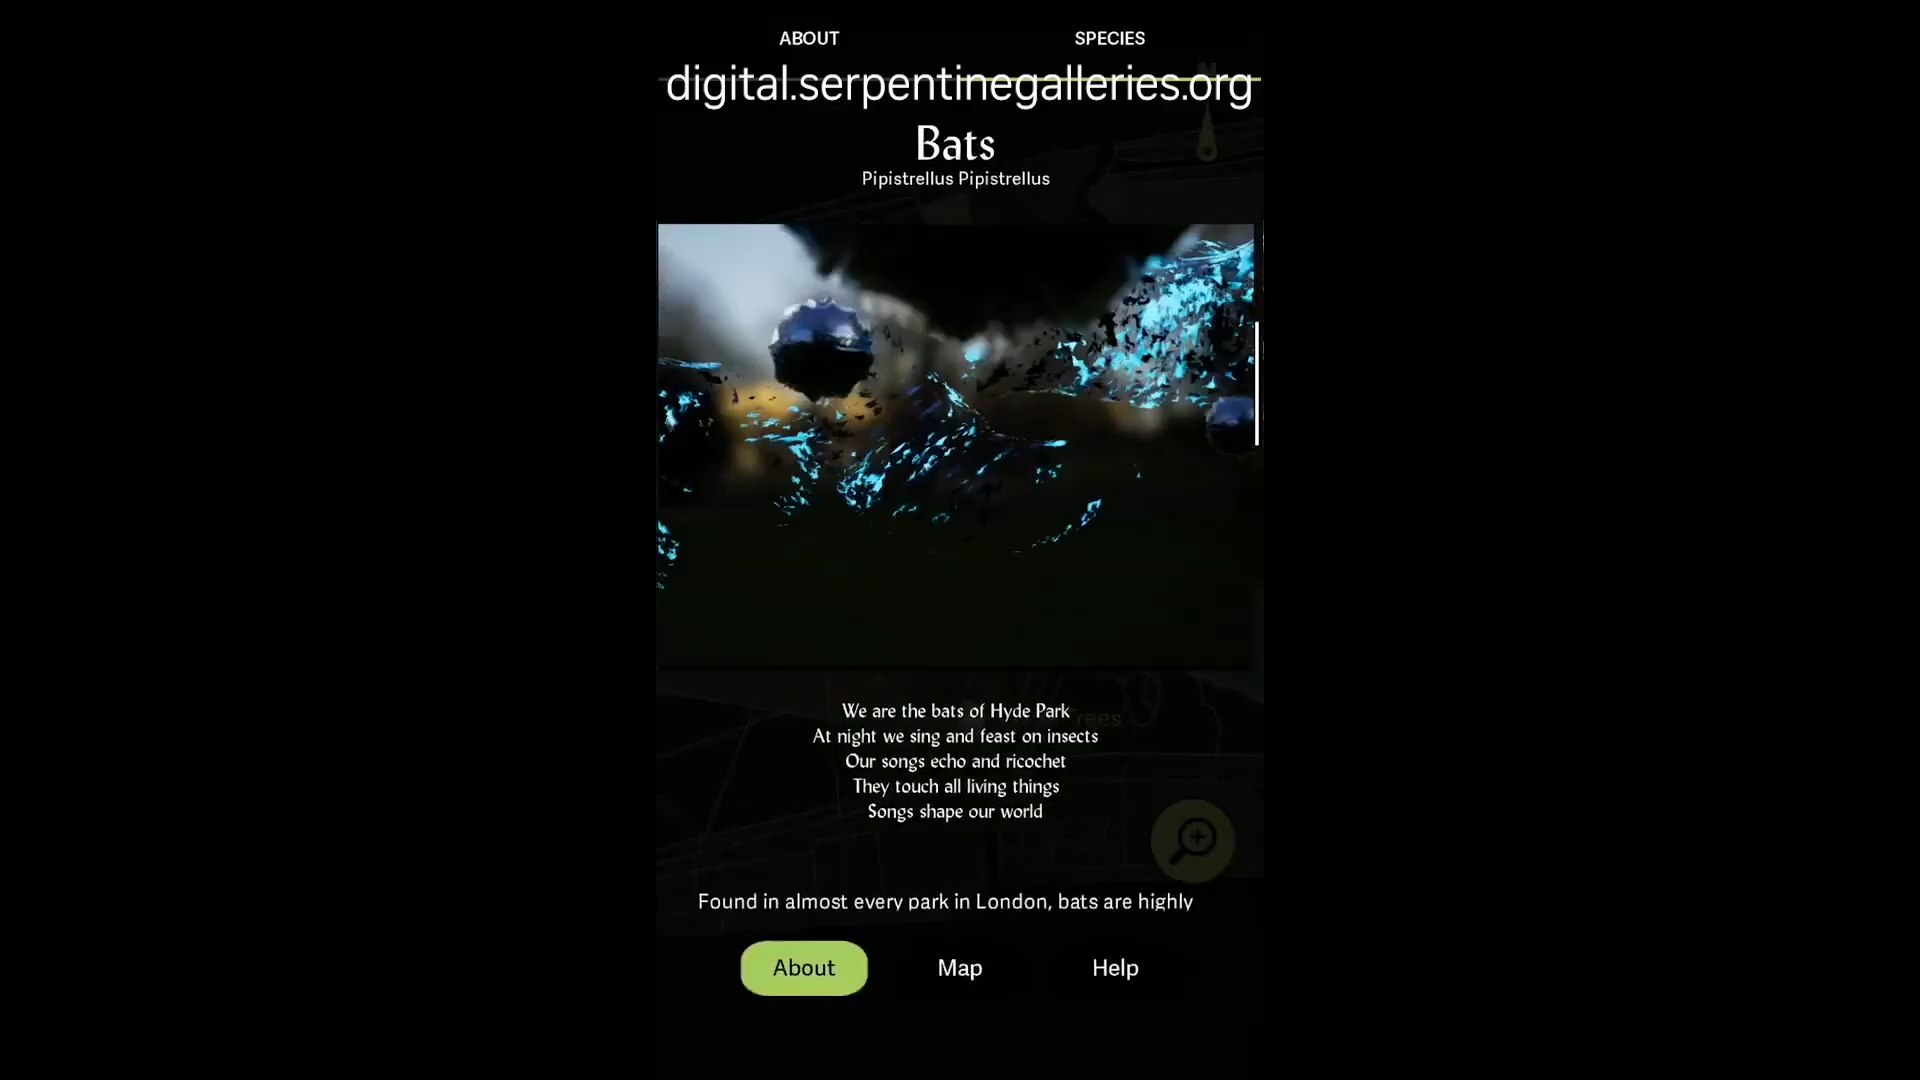 ABOUT SPECIES
digital.serpentinegalleries.org
Bats
Pipistrellus Pipistrellus
We are the bats of Hyde Park
At night we sing and feast on insects
Our songs echo and ricochet
They touch all living things
Songs shape our world
Found in almost every park in London, bats are highly
About Map Help